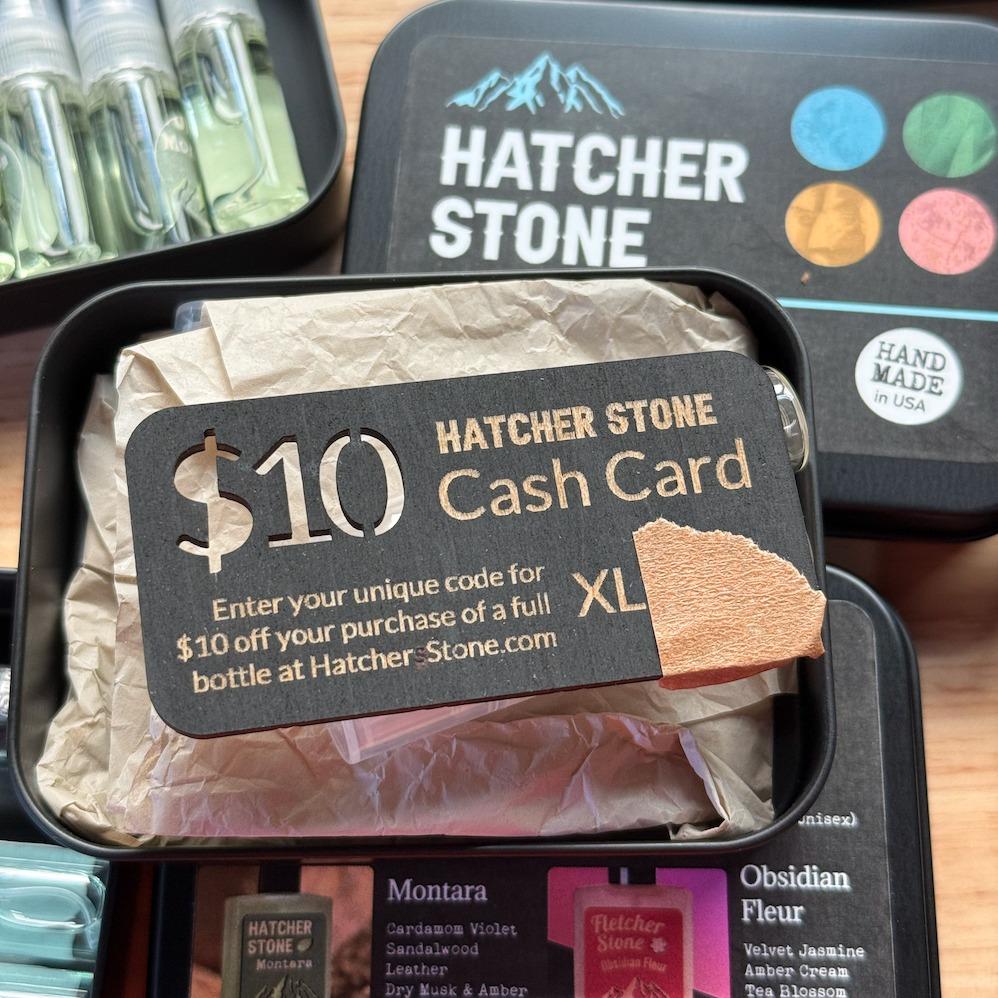 Mo
HATCHER
STONE
HAND
MADE
in USA
$10
HATCHER STONE
Cash Card
Enter your unique code for
$10 off your purchase of a full
bottle at HatchersStone.com
XL
Montara
Cardamom Violet
Sandalwood
Leather
Dry Musk & Amber
HATCHER
STONE
Montara
Fletcher
Stone
Obsidian Fleur
Obsidian
Fleur
Velvet Jasmine
Amber Cream
Tea Blossom